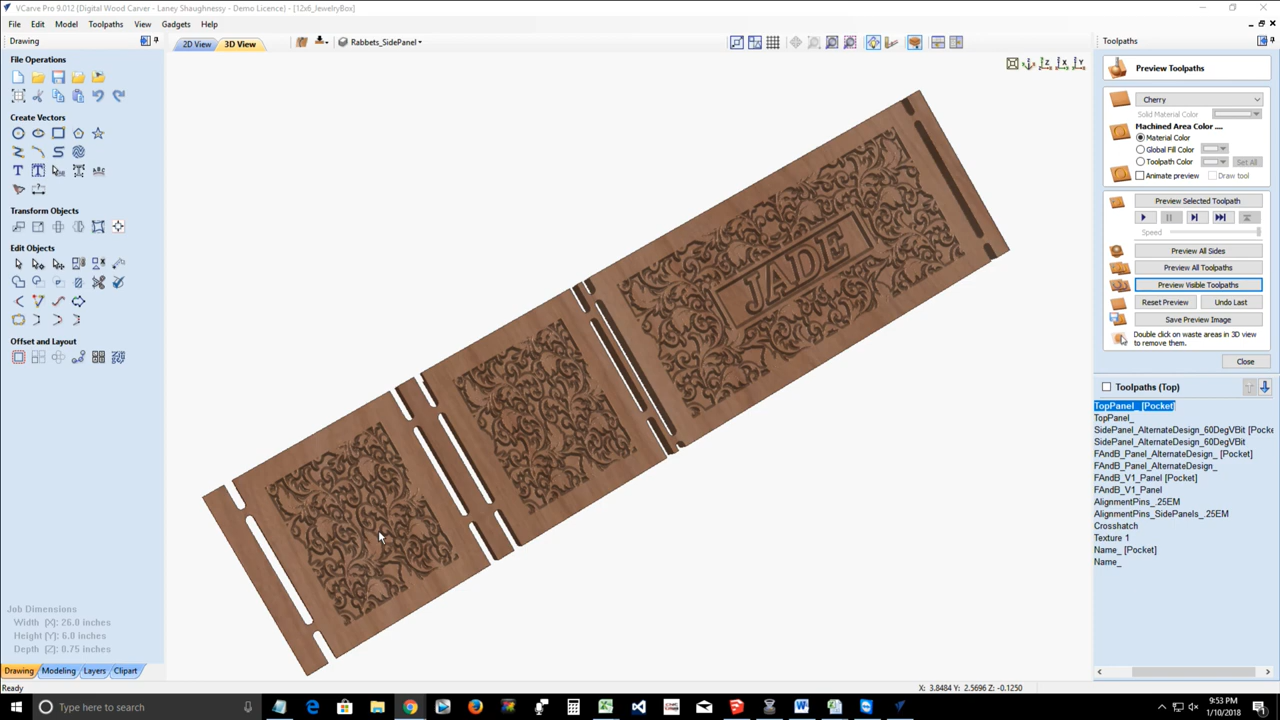 VCarve Pro 9.012 [Digital Wood Carver - Laney Shaughnessy - Demo Licence] - [12x6_JewelryBox]
File Edit Model Toolpaths View Gadgets Help
Drawing
2D View 3D View Rabbets_SidePanel
Toolpaths
File Operations
Create Vectors
Transform Objects
Edit Objects
Offset and Layout
Job Dimensions
Width (X): 26.0 inches
Height (Y): 6.0 inches
Depth (Z): 0.75 inches
Drawing Modeling Layers Clipart
Ready
JADE
Preview Toolpaths
Cherry
Solid Material Color
Machined Area Color ....
Material Color
Global Fill Color
Toolpath Color Set All
Animate preview Draw tool
Preview Selected Toolpath
Speed
Preview All Sides
Preview All Toolpaths
Preview Visible Toolpaths
Reset Preview Undo Last
Save Preview Image
Double click on waste areas in 3D view
to remove them.
Close
Toolpaths (Top)
TopPanel_ [Pocket]
TopPanel_
SidePanel_AlternateDesign_60DegVBit [Pocke
SidePanel_AlternateDesign_60DegVBit
FAndB_Panel_AlternateDesign_ [Pocket]
FAndB_Panel_AlternateDesign_
FAndB_V1_Panel [Pocket]
FAndB_V1_Panel
AlignmentPins_.25EM
AlignmentPins_SidePanels_.25EM
Crosshatch
Texture 1
Name_ [Pocket]
Name_
X: 3.8484 Y: 2.5696 Z: -0.1250
Type here to search
9:53 PM
1/10/2018